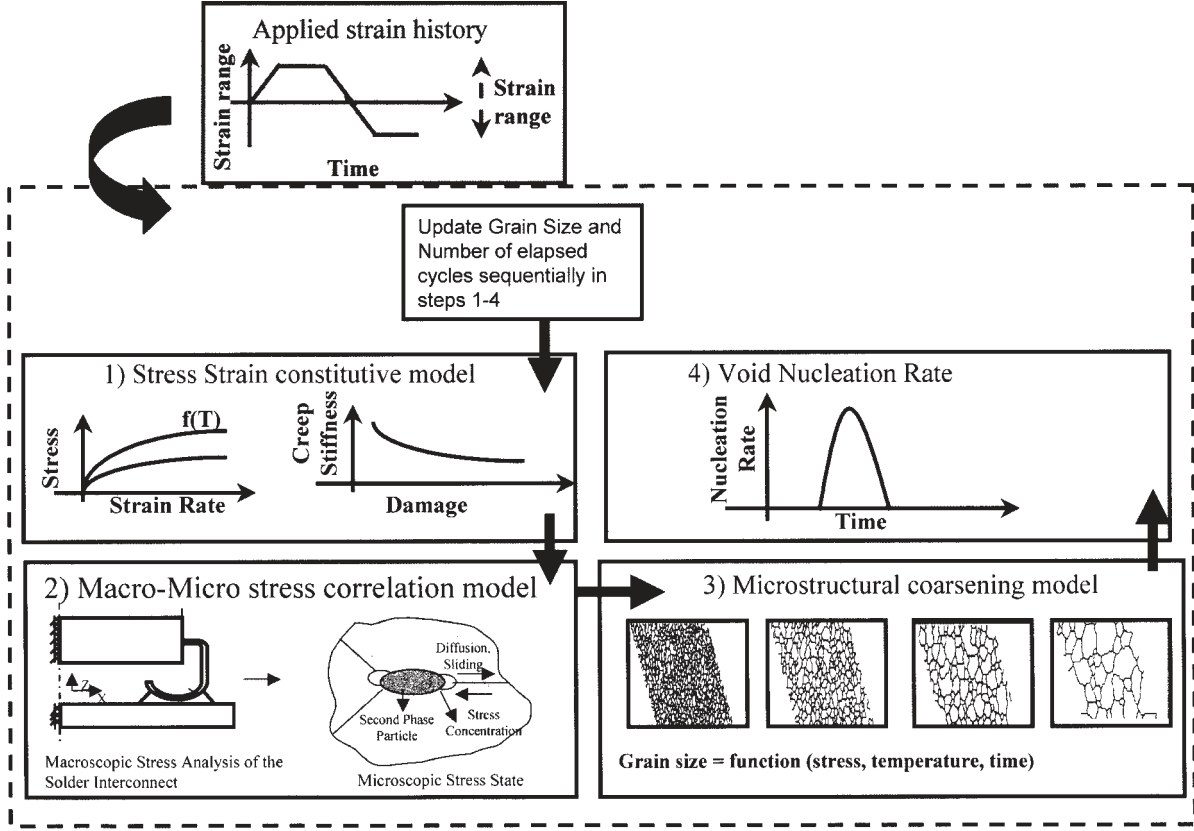 Applied strain history
Strain range
Strain
range
Time
Update Grain Size and
Number of elapsed
cycles sequentially in
steps 1-4
1) Stress Strain constitutive model
Stress
f(T)
Strain Rate
Creep
Stiffness
Damage
4) Void Nucleation Rate
Nucleation
Rate
Time
2) Macro-Micro stress correlation model
Z
X
Macroscopic Stress Analysis of the
Solder Interconnect
Diffusion,
Sliding
Second Phase
Particle
Stress
Concentration
Microscopic Stress State
3) Microstructural coarsening model
Grain size = function (stress, temperature, time)